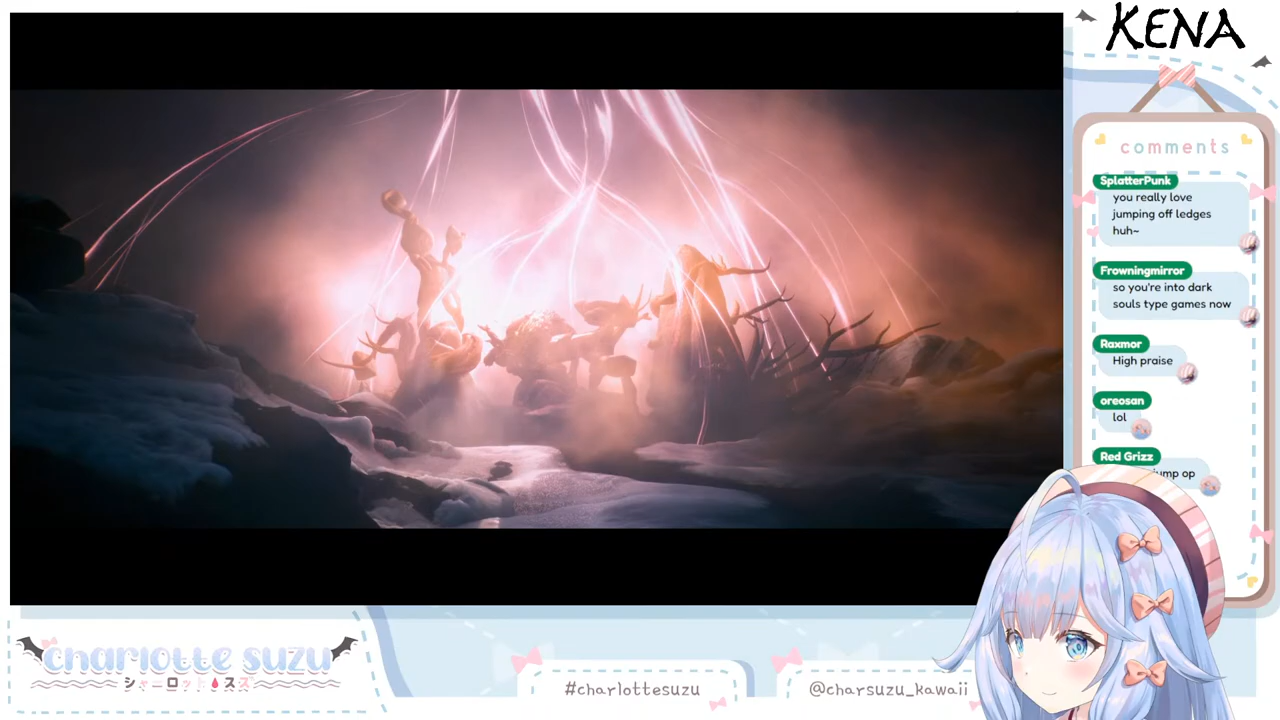 KENA
comments
SplatterPunk
you really love
jumping off ledges
huh~
Frowningmirror
so you're into dark
souls type games now
Raxmor
High praise
oreosan
lol
Red Grizz
jump op
charlotte suzu
シャーロット スズ
#charlottesuzu
@charsuzu_kawaii